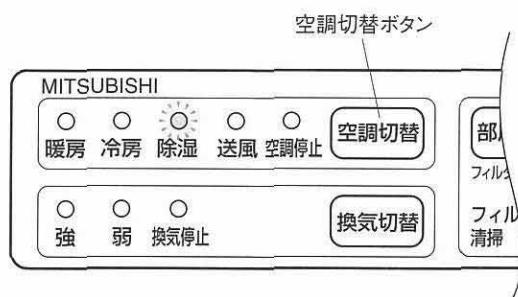 空調切替ボタン
MITSUBISHI
暖房 冷房 除湿 送風 空調停止 空調切替
強 弱 換気停止 換気切替
フィル
清掃